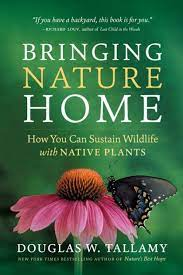 "If you have a backyard, this book is for you."
—RICHARD LOUV, author of Last Child in the Woods
BRINGING
NATURE
HOME
How You Can Sustain Wildlife
with NATIVE PLANTS
DOUGLAS W. TALLAMY
NEW YORK TIMES BESTSELLING AUTHOR OF Nature's Best Hope